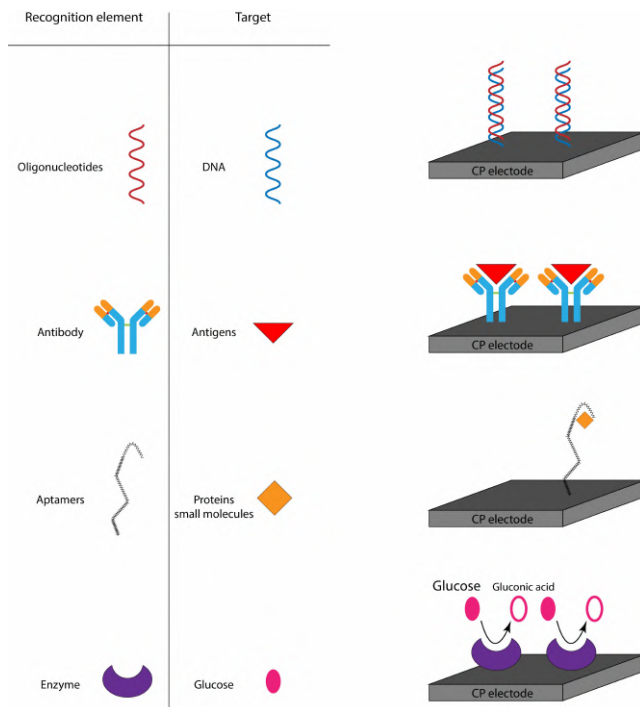 Recognition element
Target
Oligonucleotides
DNA
CP electode
Antibody
Antigens
CP electode
Aptamers
Proteins
small molecules
CP electode
Glucose
Gluconic acid
Enzyme
Glucose
CP electode